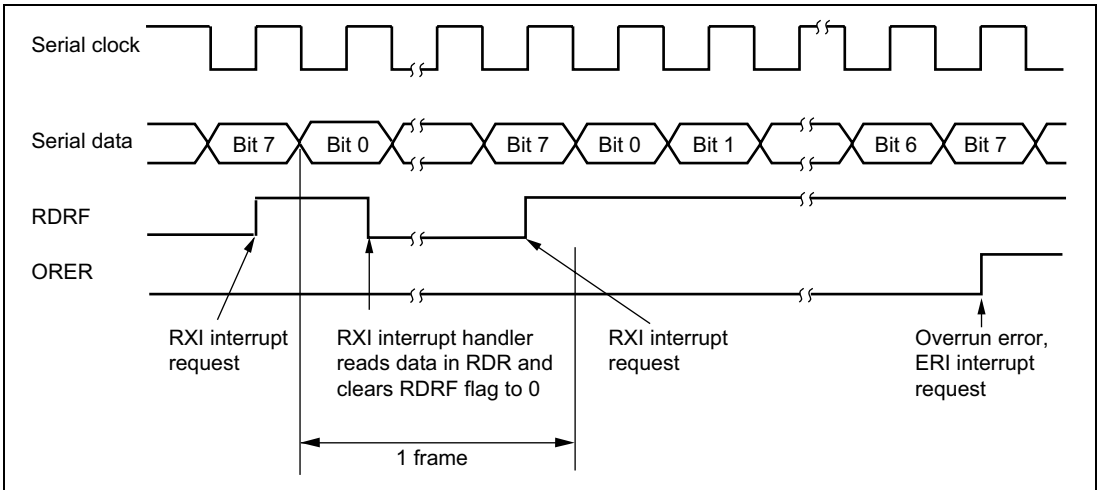 Serial clock
Serial data
Bit 7
Bit 0
Bit 7
Bit 0
Bit 1
Bit 6
Bit 7
RDRF
ORER
RXI interrupt
request
RXI interrupt handler
reads data in RDR and
clears RDRF flag to 0
RXI interrupt
request
Overrun error,
ERI interrupt
request
1 frame